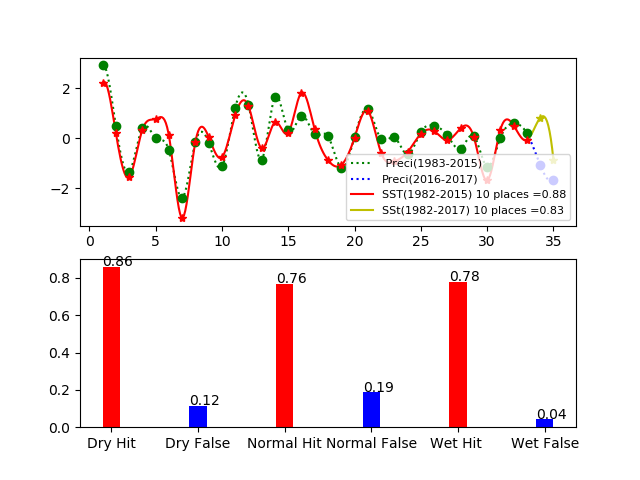 2
0
−2
Preci(1983-2015)
Preci(2016-2017)
SST(1982-2015) 10 places =0.88
SSt(1982-2017) 10 places =0.83
0 5 10 15 20 25 30 35
0.8
0.6
0.4
0.2
0.0
0.86
0.12
0.76
0.19
0.78
0.04
Dry Hit Dry False Normal Hit Normal False Wet Hit Wet False